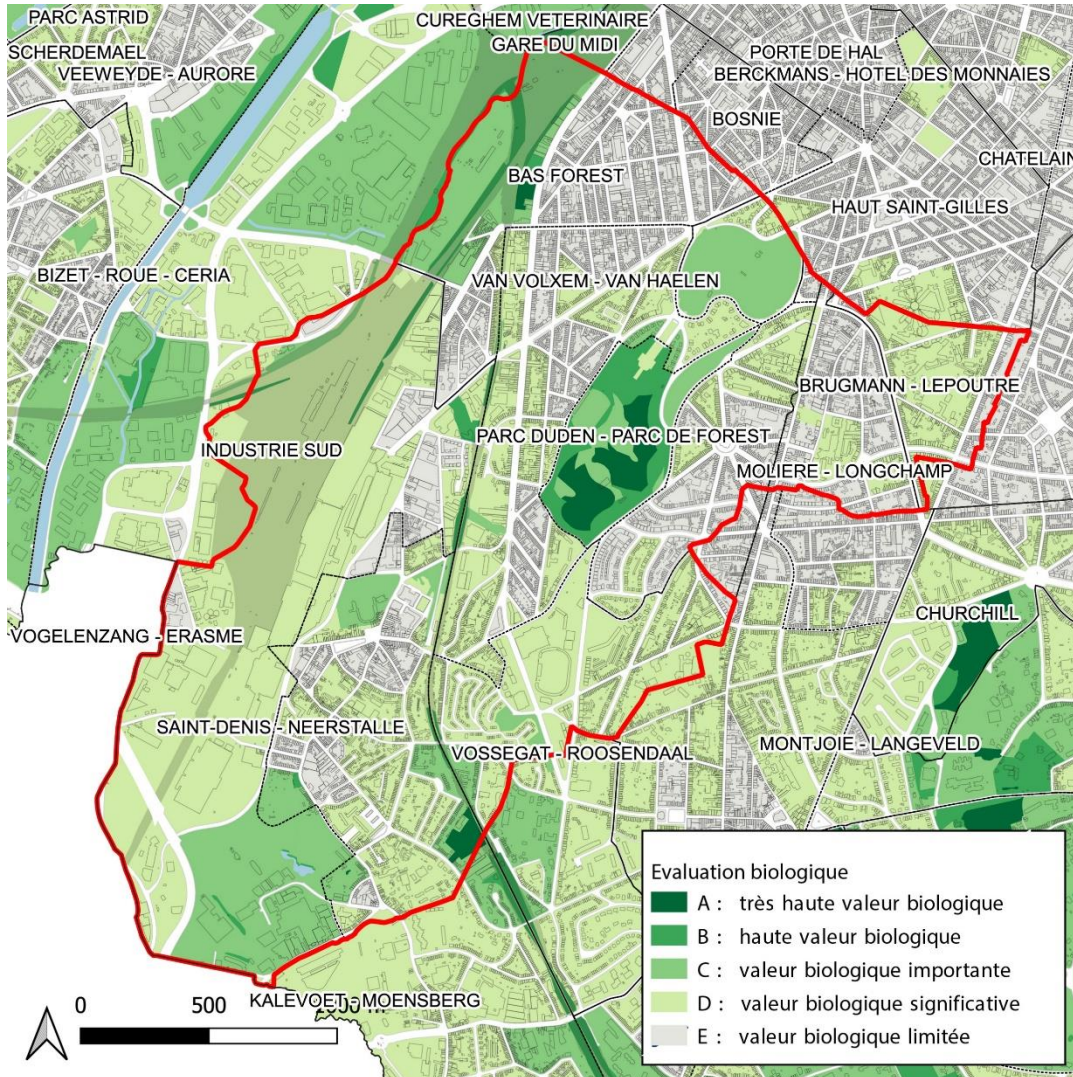 PARC ASTRID
CUREGHEM VETERINAIRE
SCHERDEMAEL
GARE DU MIDI
PORTE DE HAL
VEEWEYDE - AURORE
BERCKMANS - HOTEL DES MONNAIES
BOSNIE
CHATELAIN
BAS FOREST
HAUT SAINT-GILLES
BIZET - ROUE - CERIA
VAN VOLXEM - VAN HAELEN
BRUGMANN - LEPOUTRE
PARC DUDEN - PARC DE FOREST
INDUSTRIE SUD
MOLIERE - LONGCHAMP
CHURCHILL
VOGELENZANG - ERASME
SAINT-DENIS - NEERSTALLE
MONTJOIE - LANGEVELD
VOSSEGAT - ROOSENDAAL
Evaluation biologique
A : très haute valeur biologique
B : haute valeur biologique
C : valeur biologique importante
D : valeur biologique significative
E : valeur biologique limitée
KALEVOET - MOENSBERG
0 500 1000 m